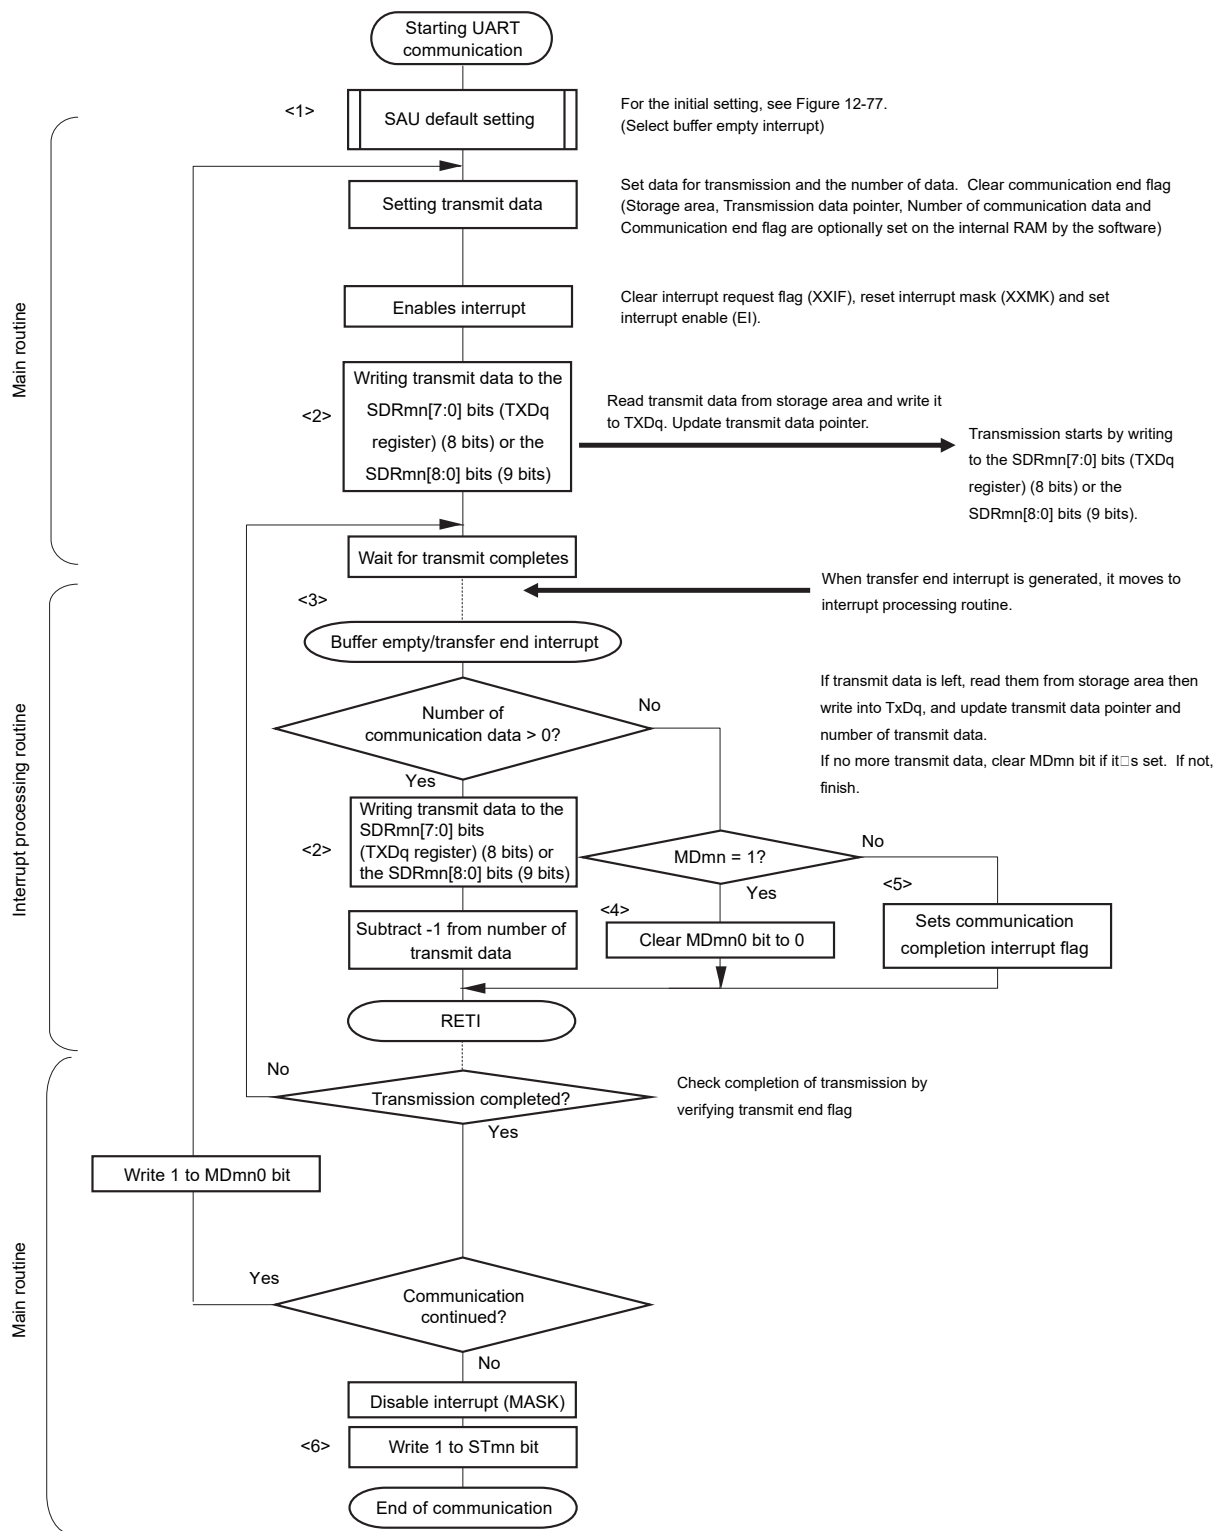 Starting UART
communication
<1>
SAU default setting
For the initial setting, see Figure 12-77.
(Select buffer empty interrupt)
Setting transmit data
Set data for transmission and the number of data. Clear communication end flag
(Storage area, Transmission data pointer, Number of communication data and
Communication end flag are optionally set on the internal RAM by the software)
Main routine
Enables interrupt
Clear interrupt request flag (XXIF), reset interrupt mask (XXMK) and set
interrupt enable (EI).
<2>
Writing transmit data to the
SDRmn[7:0] bits (TXDq
register) (8 bits) or the
SDRmn[8:0] bits (9 bits)
Read transmit data from storage area and write it
to TXDq. Update transmit data pointer.
Transmission starts by writing
to the SDRmn[7:0] bits (TXDq
register) (8 bits) or the
SDRmn[8:0] bits (9 bits).
Wait for transmit completes
<3>
When transfer end interrupt is generated, it moves to
interrupt processing routine.
Buffer empty/transfer end interrupt
Interrupt processing routine
Number of
communication data > 0?
No
Yes
If transmit data is left, read them from storage area then
write into TxDq, and update transmit data pointer and
number of transmit data.
If no more transmit data, clear MDmn bit if it□s set. If not,
finish.
<2>
Writing transmit data to the
SDRmn[7:0] bits
(TXDq register) (8 bits) or
the SDRmn[8:0] bits (9 bits)
MDmn = 1?
No
Yes
<4>
<5>
Subtract -1 from number of
transmit data
Clear MDmn0 bit to 0
Sets communication
completion interrupt flag
RETI
No
Transmission completed?
Yes
Check completion of transmission by
verifying transmit end flag
Write 1 to MDmn0 bit
Main routine
Yes
Communication
continued?
No
Disable interrupt (MASK)
<6>
Write 1 to STmn bit
End of communication